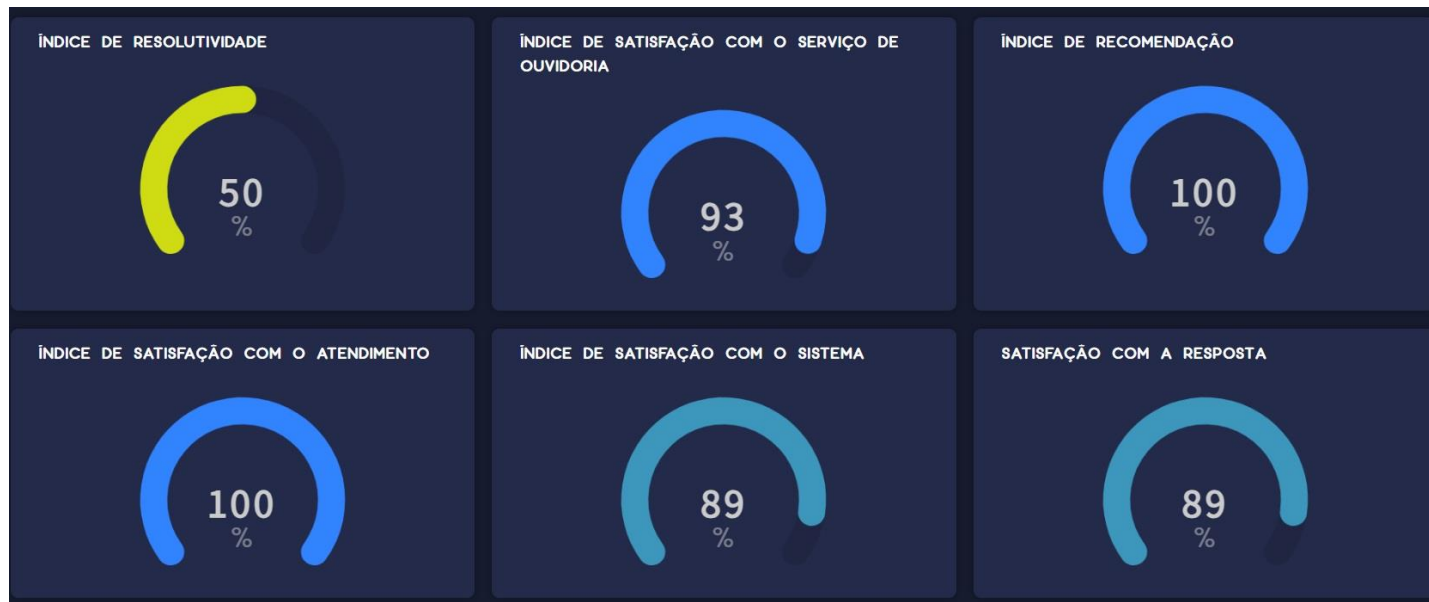 ÍNDICE DE RESOLUTIVIDADE
50
%
ÍNDICE DE SATISFAÇÃO COM O SERVIÇO DE
OUVIDORIA
93
%
ÍNDICE DE RECOMENDAÇÃO
100
%
ÍNDICE DE SATISFAÇÃO COM O ATENDIMENTO
100
%
ÍNDICE DE SATISFAÇÃO COM O SISTEMA
89
%
SATISFAÇÃO COM A RESPOSTA
89
%